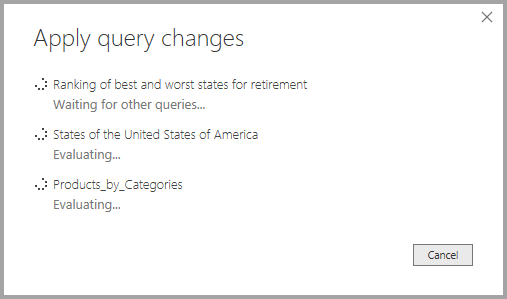 Apply query changes
Ranking of best and worst states for retirement
Waiting for other queries...
States of the United States of America
Evaluating...
Products_by_Categories
Evaluating...
Cancel